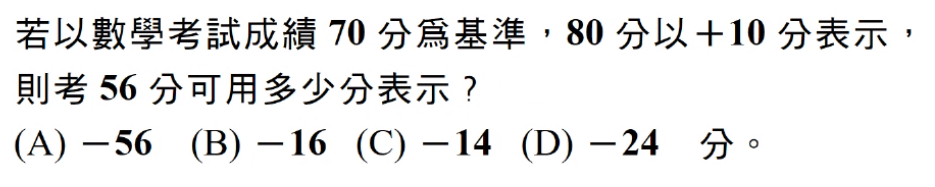 若以數學考試成績 70 分爲基準，80 分以＋10 分表示，
則考 56 分可用多少分表示？
(A) －56 (B) －16 (C) －14 (D) －24 分。